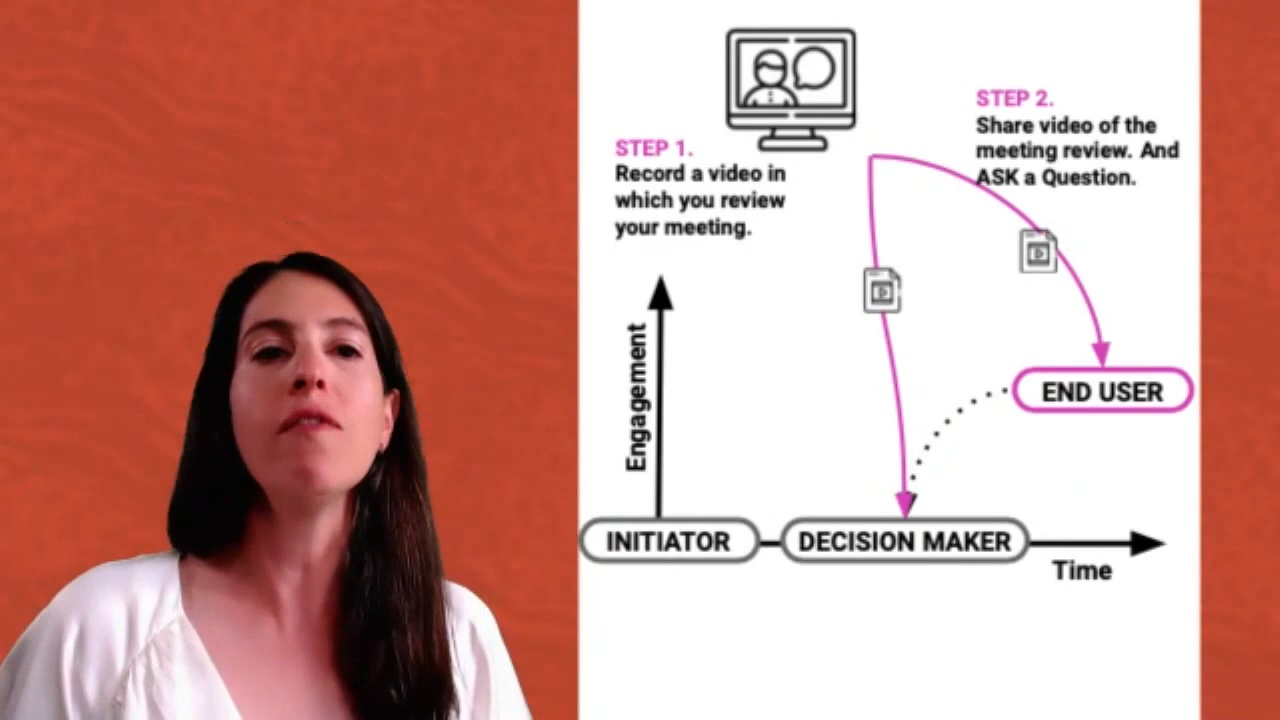 STEP 1.
Record a video in
which you review
your meeting.
STEP 2.
Share video of the
meeting review. And
ASK a Question.
Engagement
END USER
INITIATOR
DECISION MAKER
Time